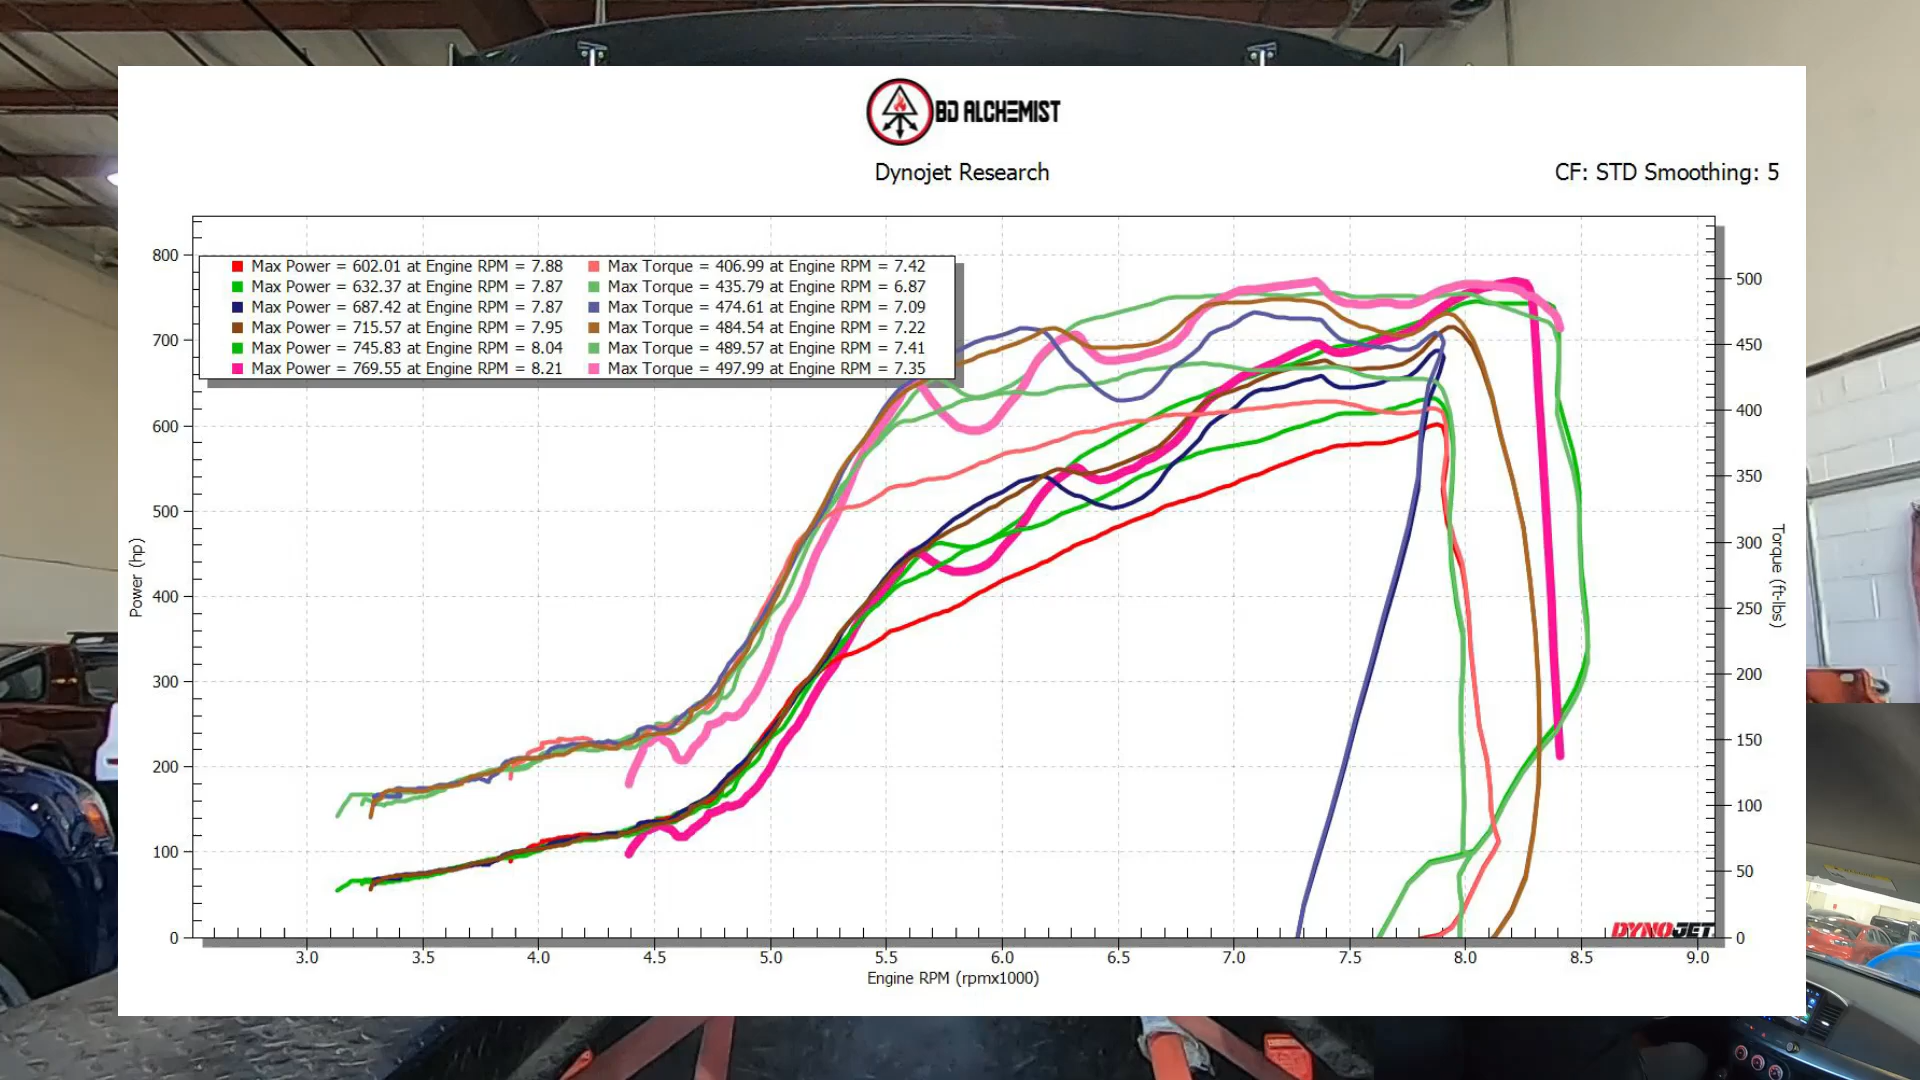 BD ALCHEMIST
Dynojet Research
CF: STD Smoothing: 5
Max Power = 602.01 at Engine RPM = 7.88 Max Torque = 406.99 at Engine RPM = 7.42
Max Power = 632.37 at Engine RPM = 7.87 Max Torque = 435.79 at Engine RPM = 6.87
Max Power = 687.42 at Engine RPM = 7.87 Max Torque = 474.61 at Engine RPM = 7.09
Max Power = 715.57 at Engine RPM = 7.95 Max Torque = 484.54 at Engine RPM = 7.22
Max Power = 745.83 at Engine RPM = 8.04 Max Torque = 489.57 at Engine RPM = 7.41
Max Power = 769.55 at Engine RPM = 8.21 Max Torque = 497.99 at Engine RPM = 7.35
800
700
600
500
400
300
200
100
0
Power (hp)
500
450
400
350
300
250
200
150
100
50
0
Torque (ft-lbs)
DYNOJET
3.0 3.5 4.0 4.5 5.0 5.5 6.0 6.5 7.0 7.5 8.0 8.5 9.0
Engine RPM (rpmx1000)